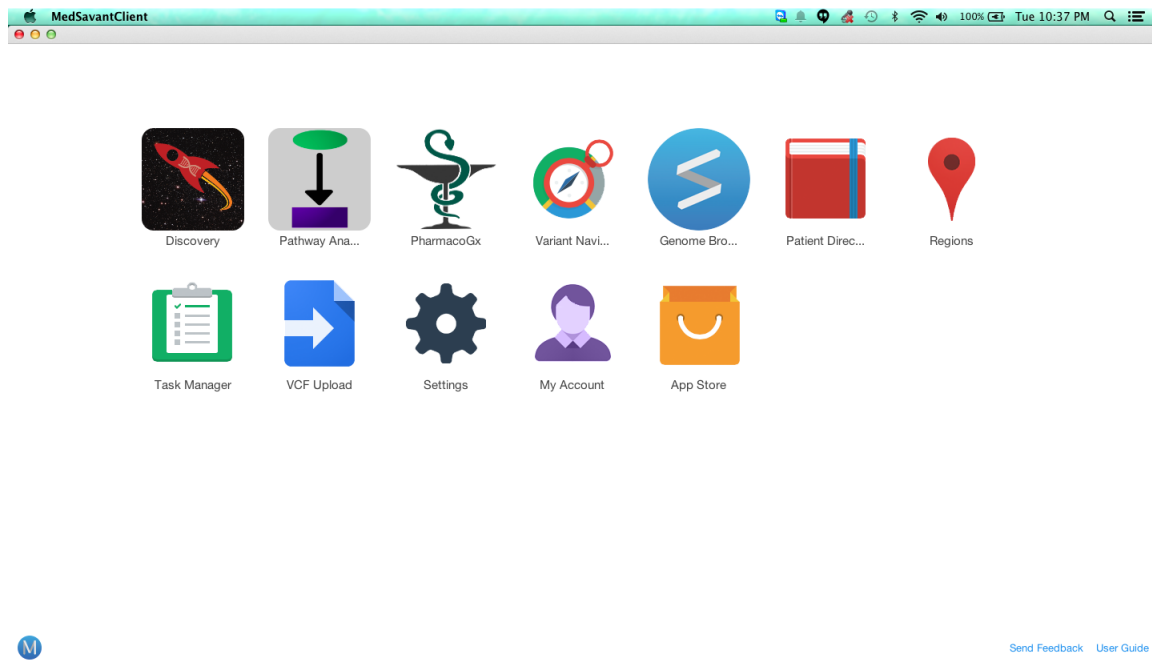 MedSavantClient 100% Tue 10:37 PM
Discovery Pathway Ana... PharmacoGx Variant Navi... Genome Bro... Patient Direc... Regions
Task Manager VCF Upload Settings My Account App Store
M Send Feedback User Guide